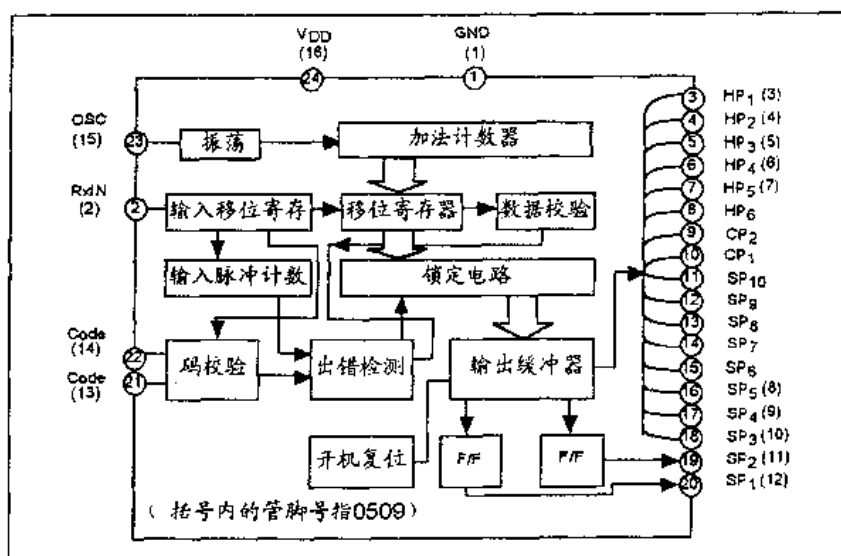 VDD
(16)
24
GND
(1)
1
OSC
(15)
23
振荡
加法计数器
RxIN
(2)
2
输入移位寄存
移位寄存器
数据校验
输入脉冲计数
锁定电路
Code
(14)
22
Code
(13)
21
码校验
出错检测
输出缓冲器
开机复位
F/F
F/F
3 HP1 (3)
4 HP2 (4)
5 HP3 (5)
6 HP4 (6)
7 HP5 (7)
8 HP6
9 CP2
10 CP1
11 SP10
12 SP9
13 SP8
14 SP7
15 SP6
16 SP5 (8)
17 SP4 (9)
18 SP3 (10)
19 SP2 (11)
20 SP1 (12)
(括号内的管脚号指0509)